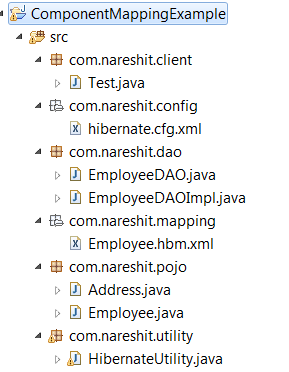 ComponentMappingExample
src
com.nareshit.client
Test.java
com.nareshit.config
hibernate.cfg.xml
com.nareshit.dao
EmployeeDAO.java
EmployeeDAOImpl.java
com.nareshit.mapping
Employee.hbm.xml
com.nareshit.pojo
Address.java
Employee.java
com.nareshit.utility
HibernateUtility.java